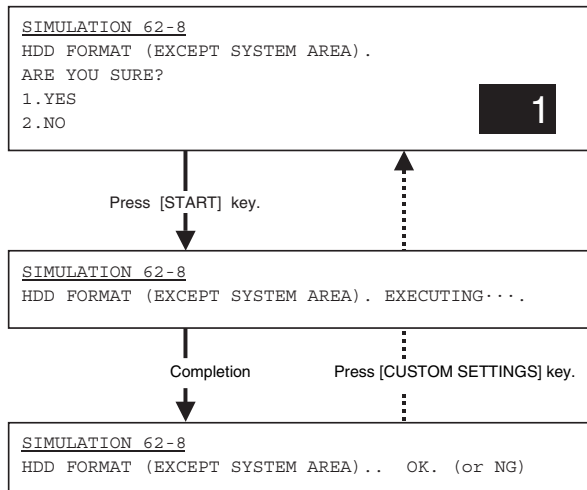 SIMULATION 62-8
HDD FORMAT (EXCEPT SYSTEM AREA).
ARE YOU SURE?
1.YES
2.NO
1
Press [START] key.
SIMULATION 62-8
HDD FORMAT (EXCEPT SYSTEM AREA). EXECUTING···.
Completion
Press [CUSTOM SETTINGS] key.
SIMULATION 62-8
HDD FORMAT (EXCEPT SYSTEM AREA).. OK. (or NG)